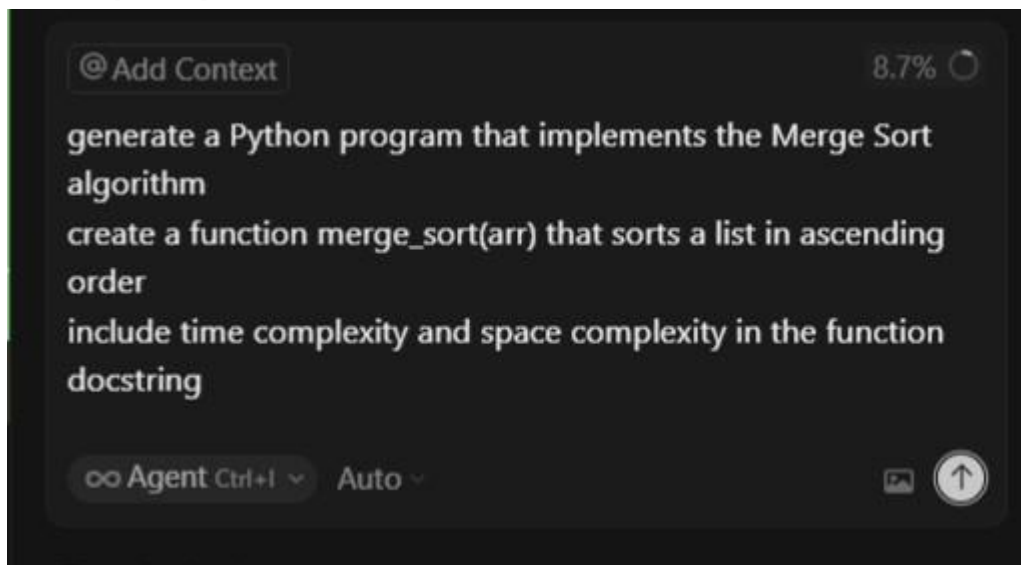 @ Add Context
8.7%
generate a Python program that implements the Merge Sort
algorithm
create a function merge_sort(arr) that sorts a list in ascending
order
include time complexity and space complexity in the function
docstring
∞ Agent Ctrl+I Auto